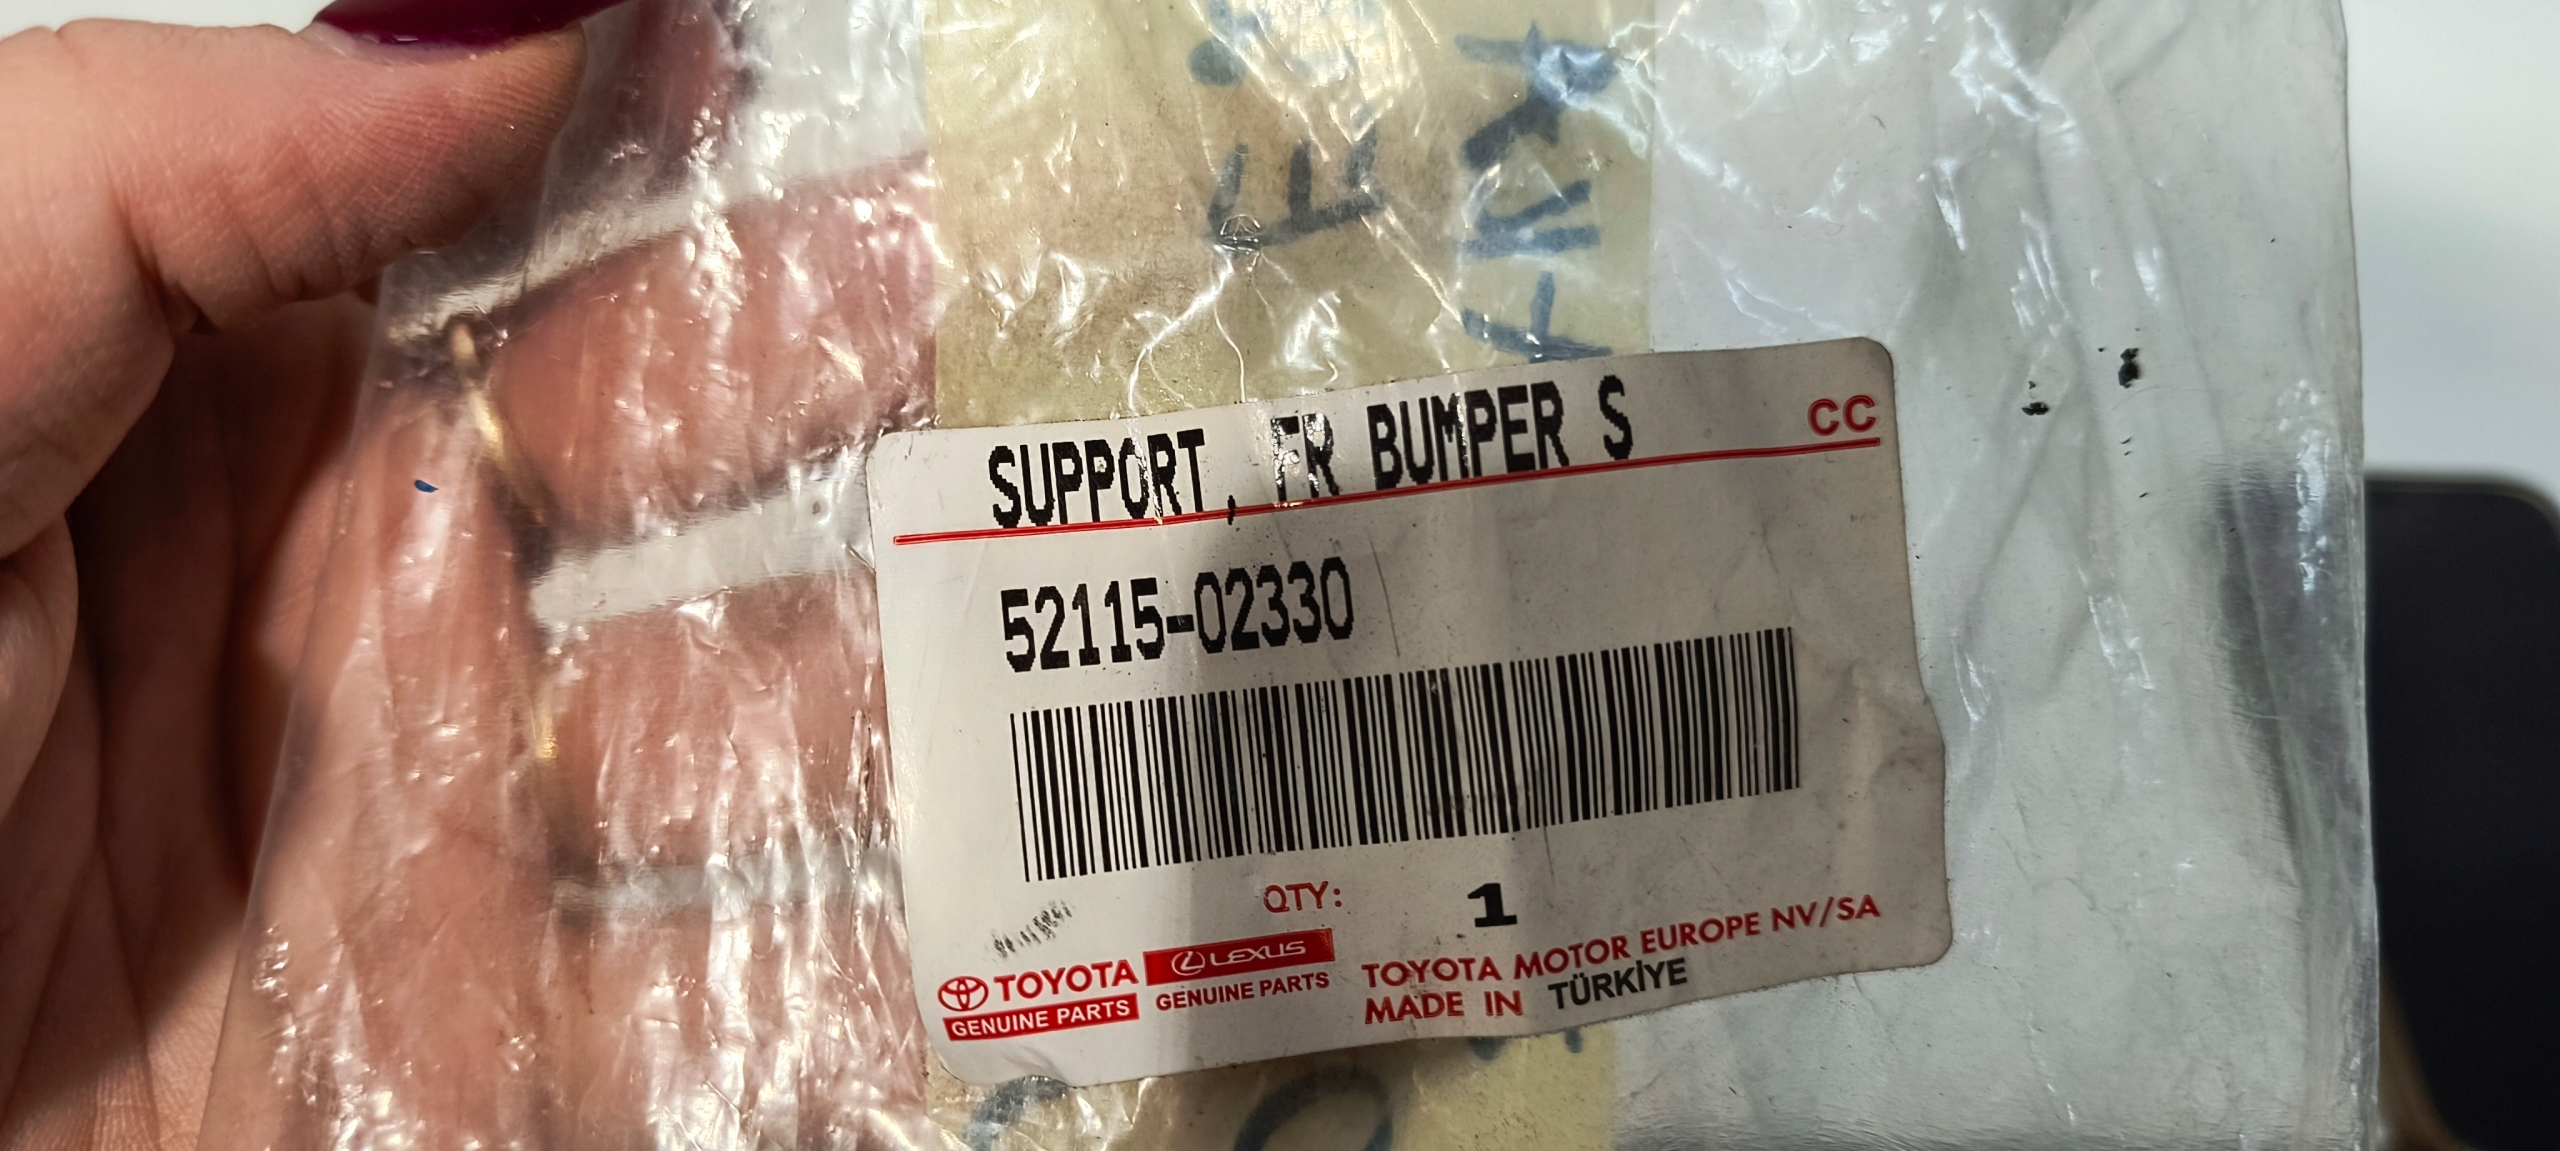 SUPPORT, FR BUMPER S
CC
52115-02330
QTY: 1
TOYOTA
GENUINE PARTS
LEXUS
GENUINE PARTS
TOYOTA MOTOR EUROPE NV/SA
MADE IN TÜRKİYE